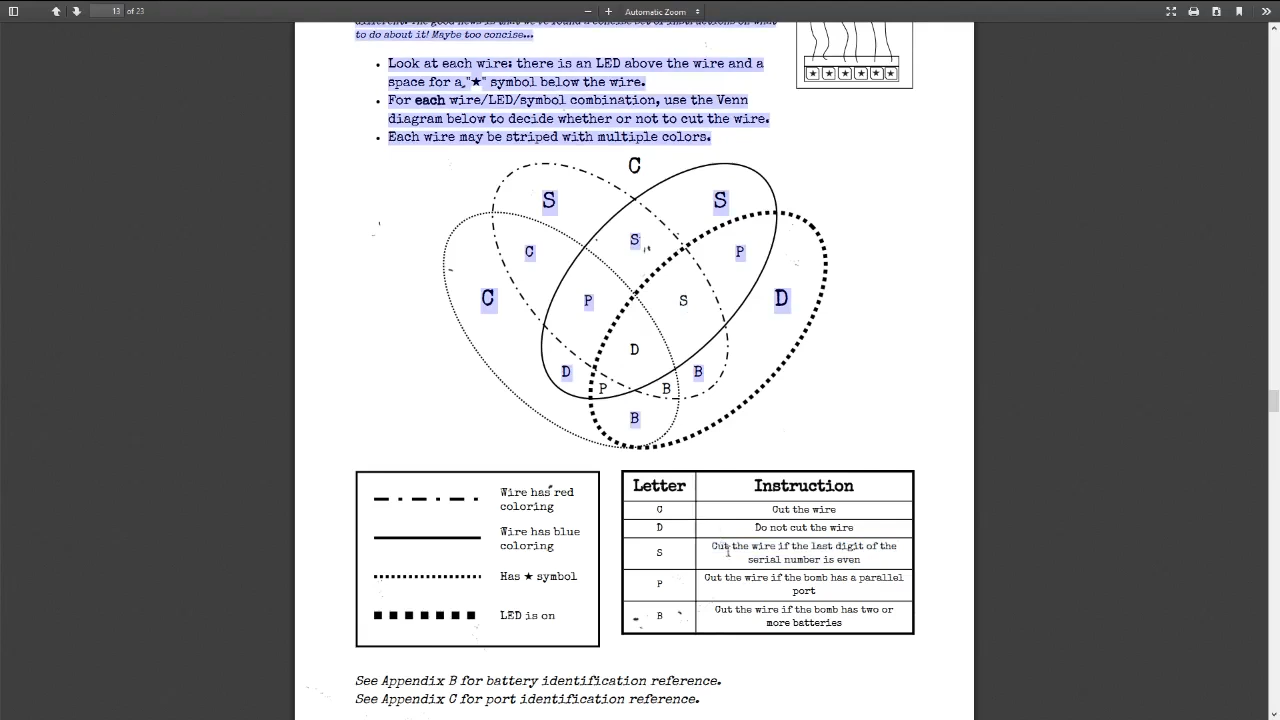 13 of 23
Automatic Zoom
to do about it! Maybe too concise...
• Look at each wire: there is an LED above the wire and a
space for a "★" symbol below the wire.
• For each wire/LED/symbol combination, use the Venn
diagram below to decide whether or not to cut the wire.
• Each wire may be striped with multiple colors.
C
S S
S
C P
C P S D
D
D B
P B
B
Wire has red
coloring
Wire has blue
coloring
Has ★ symbol
LED is on
Letter Instruction
C Cut the wire
D Do not cut the wire
S Cut the wire if the last digit of the
serial number is even
P Cut the wire if the bomb has a parallel
port
B Cut the wire if the bomb has two or
more batteries
See Appendix B for battery identification reference.
See Appendix C for port identification reference.